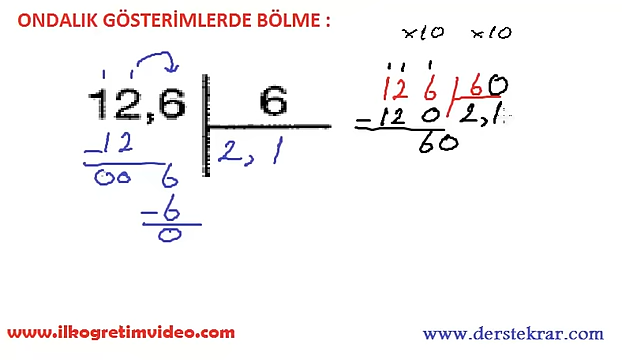 ONDALIK GÖSTERİMLERDE BÖLME :
12,6 6
- 12 2, 1
00 6
- 6
0
x10 x10
126 60
- 120 2,1
60
www.ilkogretimvideo.com
www.derstekrar.com